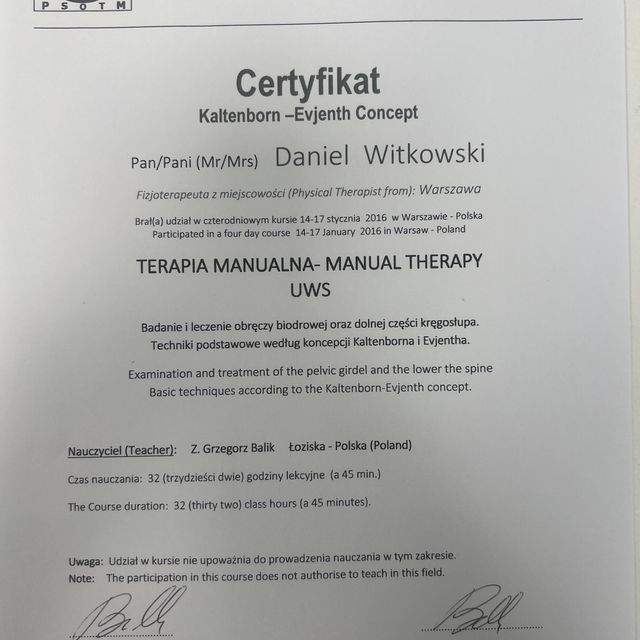 PSOTM
Certyfikat
Kaltenborn –Evjenth Concept
Pan/Pani (Mr/Mrs) Daniel Witkowski
Fizjoterapeuta z miejscowości (Physical Therapist from): Warszawa
Brał(a) udział w czterodniowym kursie 14-17 stycznia 2016 w Warszawie - Polska
Participated in a four day course 14-17 January 2016 in Warsaw - Poland
TERAPIA MANUALNA- MANUAL THERAPY
UWS
Badanie i leczenie obręczy biodrowej oraz dolnej części kręgosłupa.
Techniki podstawowe według koncepcji Kaltenborna i Evjentha.
Examination and treatment of the pelvic girdel and the lower the spine
Basic techniques according to the Kaltenborn-Evjenth concept.
Nauczyciel (Teacher): Z. Grzegorz Balik Łoziska - Polska (Poland)
Czas nauczania: 32 (trzydzieści dwie) godziny lekcyjne (a 45 min.)
The Course duration: 32 (thirty two) class hours (a 45 minutes).
Uwaga: Udział w kursie nie upoważnia do prowadzenia nauczania w tym zakresie.
Note: The participation in this course does not authorise to teach in this field.